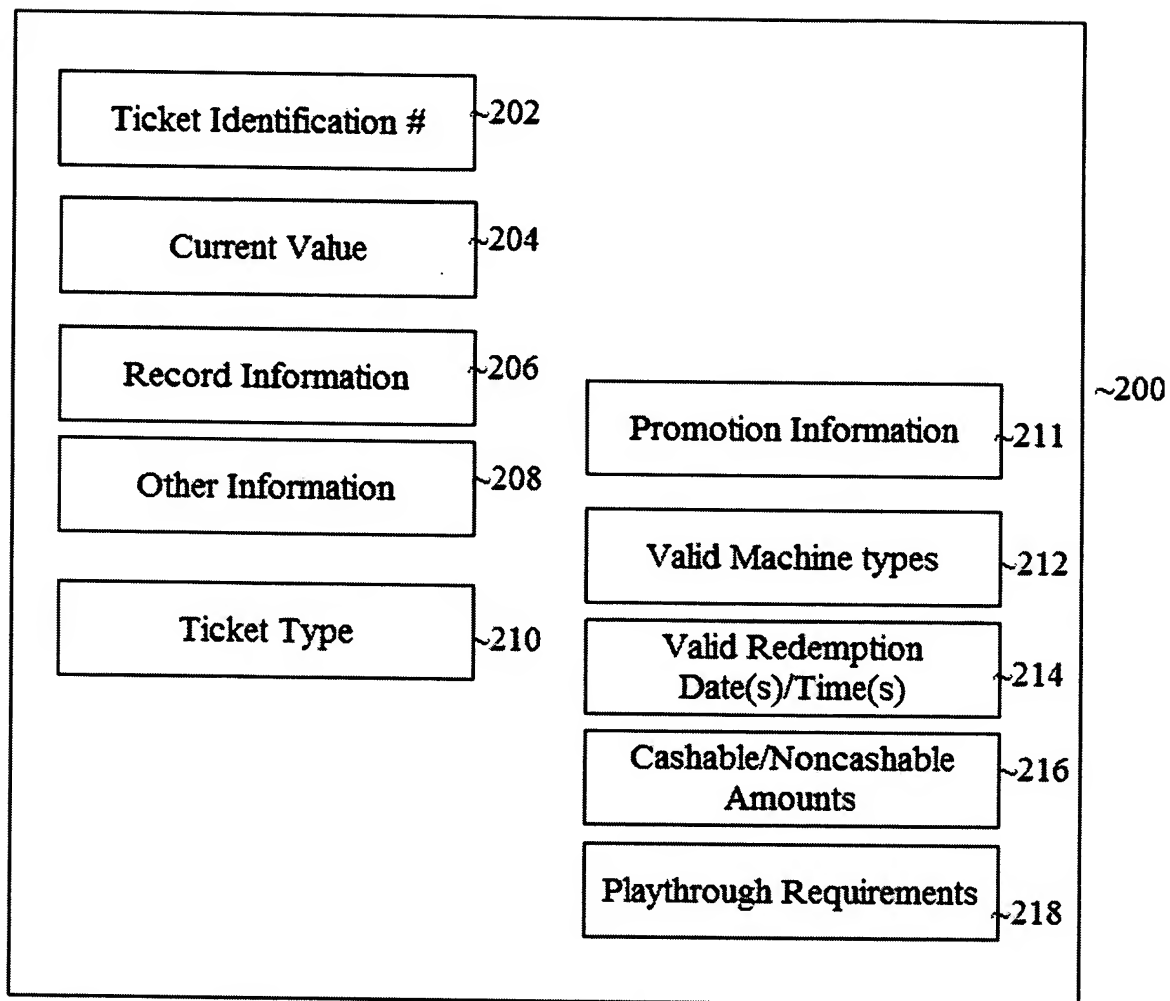 Ticket Identification #
~202
Current Value
~204
Record Information
~206
Other Information
~208
Ticket Type
~210
~200
Promotion Information
~211
Valid Machine types
~212
Valid Redemption
Date(s)/Time(s)
~214
Cashable/Noncashable
Amounts
~216
Playthrough Requirements
~218